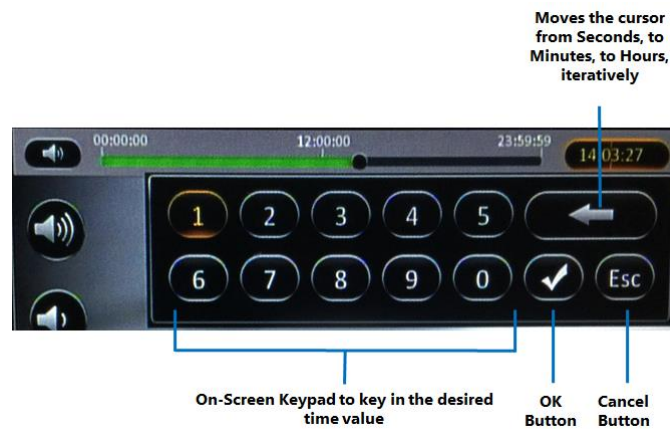 Moves the cursor
from Seconds, to
Minutes, to Hours,
iteratively
00:00:00 12:00:00 23:59:59 14:03:27
1 2 3 4 5
6 7 8 9 0 Esc
On-Screen Keypad to key in the desired
time value
OK
Button
Cancel
Button